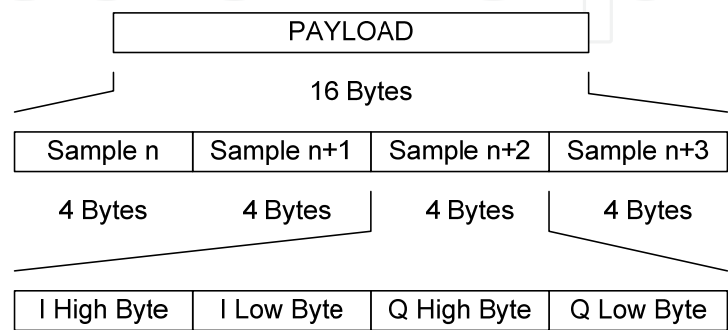 PAYLOAD
16 Bytes
Sample n Sample n+1 Sample n+2 Sample n+3
4 Bytes 4 Bytes 4 Bytes 4 Bytes
I High Byte I Low Byte Q High Byte Q Low Byte